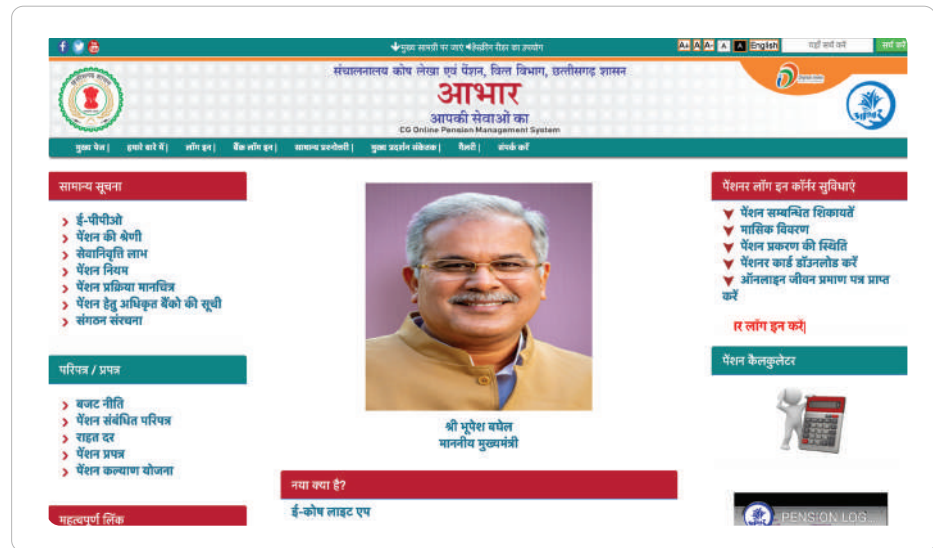 मुख्य सामग्री पर जाएं
स्क्रीन रीडर का उपयोग
A+ A A- A A English
यहाँ सर्च करें
सर्च करें
संचालनालय कोष लेखा एवं पेंशन, वित्त विभाग, छत्तीसगढ़ शासन
आभार
आपकी सेवाओं का
CG Online Pension Management System
मुख्य पेज | हमारे बारे में | लॉग इन | बैंक लॉग इन | सामान्य प्रश्नोत्तरी | मुख्य प्रदर्शन संकेतक | गैलरी | संपर्क करें
सामान्य सूचना
ई-पीपीओ
पेंशन की श्रेणी
सेवानिवृत्ति लाभ
पेंशन नियम
पेंशन प्रक्रिया मानचित्र
पेंशन हेतु अधिकृत बैंको की सूची
संगठन संरचना
परिपत्र / प्रपत्र
बजट नीति
पेंशन संबंधित परिपत्र
राहत दर
पेंशन प्रपत्र
पेंशन कल्याण योजना
महत्वपूर्ण लिंक
श्री भूपेश बघेल
माननीय मुख्यमंत्री
नया क्या है?
ई-कोष लाइट एप
पेंशनर लॉग इन कॉर्नर सुविधाएं
पेंशन सम्बन्धित शिकायतें
मासिक विवरण
पेंशन प्रकरण की स्थिति
पेंशनर कार्ड डॉउनलोड करें
ऑनलाइन जीवन प्रमाण पत्र प्राप्त
करें
र लॉग इन करें|
पेंशन कैलकुलेटर
PENSION LOG